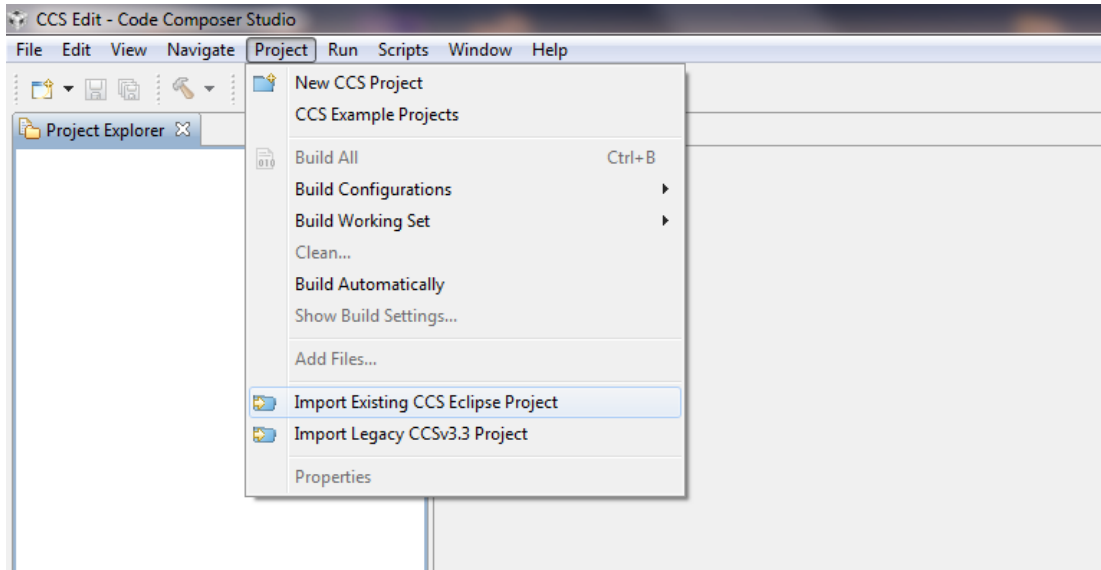 CCS Edit - Code Composer Studio
File Edit View Navigate Project Run Scripts Window Help
Project Explorer
New CCS Project
CCS Example Projects
010
Build All Ctrl+B
Build Configurations
Build Working Set
Clean...
Build Automatically
Show Build Settings...
Add Files...
Import Existing CCS Eclipse Project
Import Legacy CCSv3.3 Project
Properties